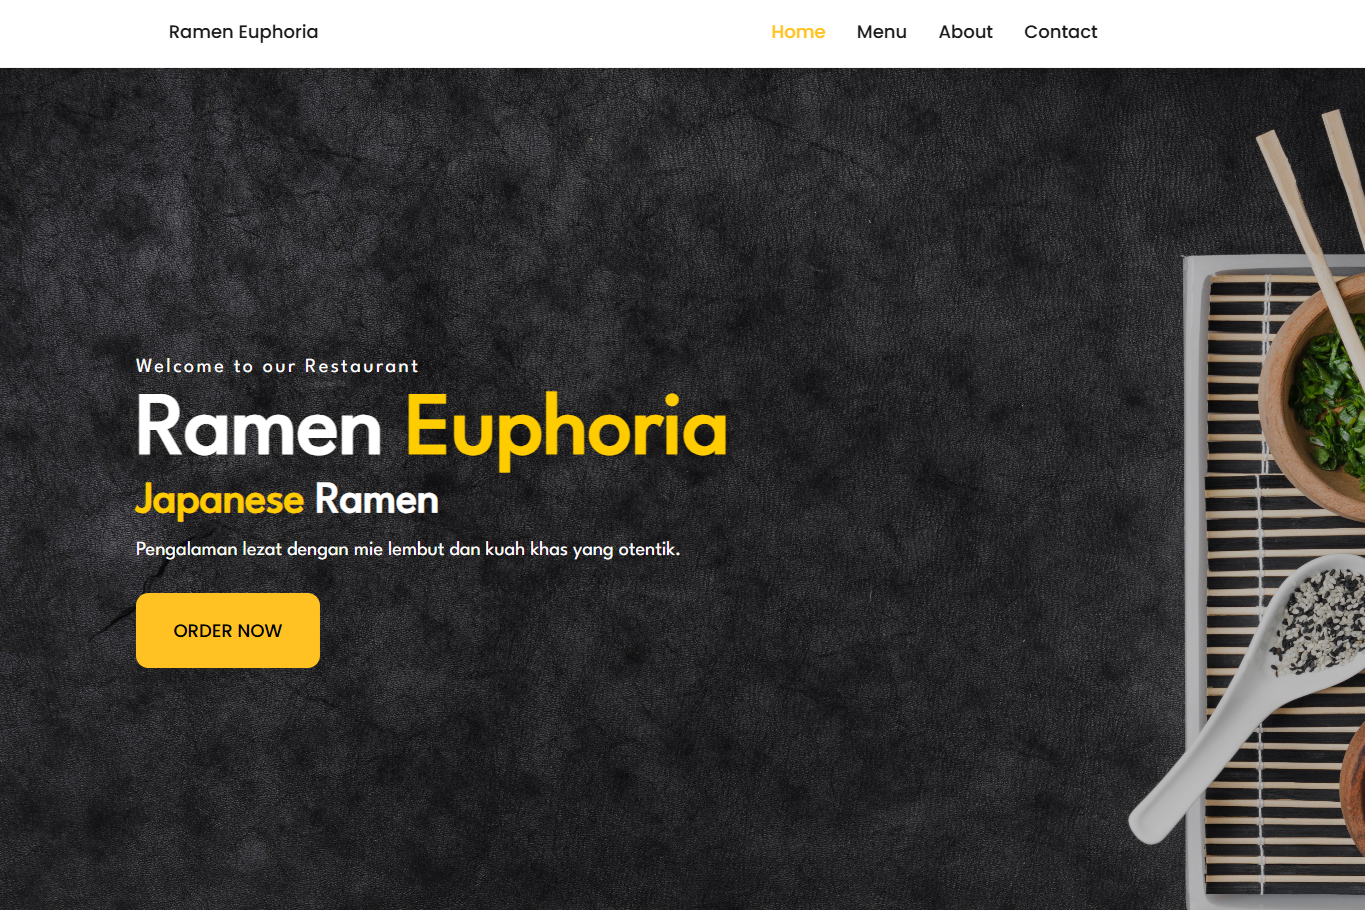 Ramen Euphoria
Home Menu About Contact
Welcome to our Restaurant
Ramen Euphoria
Japanese Ramen
Pengalaman lezat dengan mie lembut dan kuah khas yang otentik.
ORDER NOW